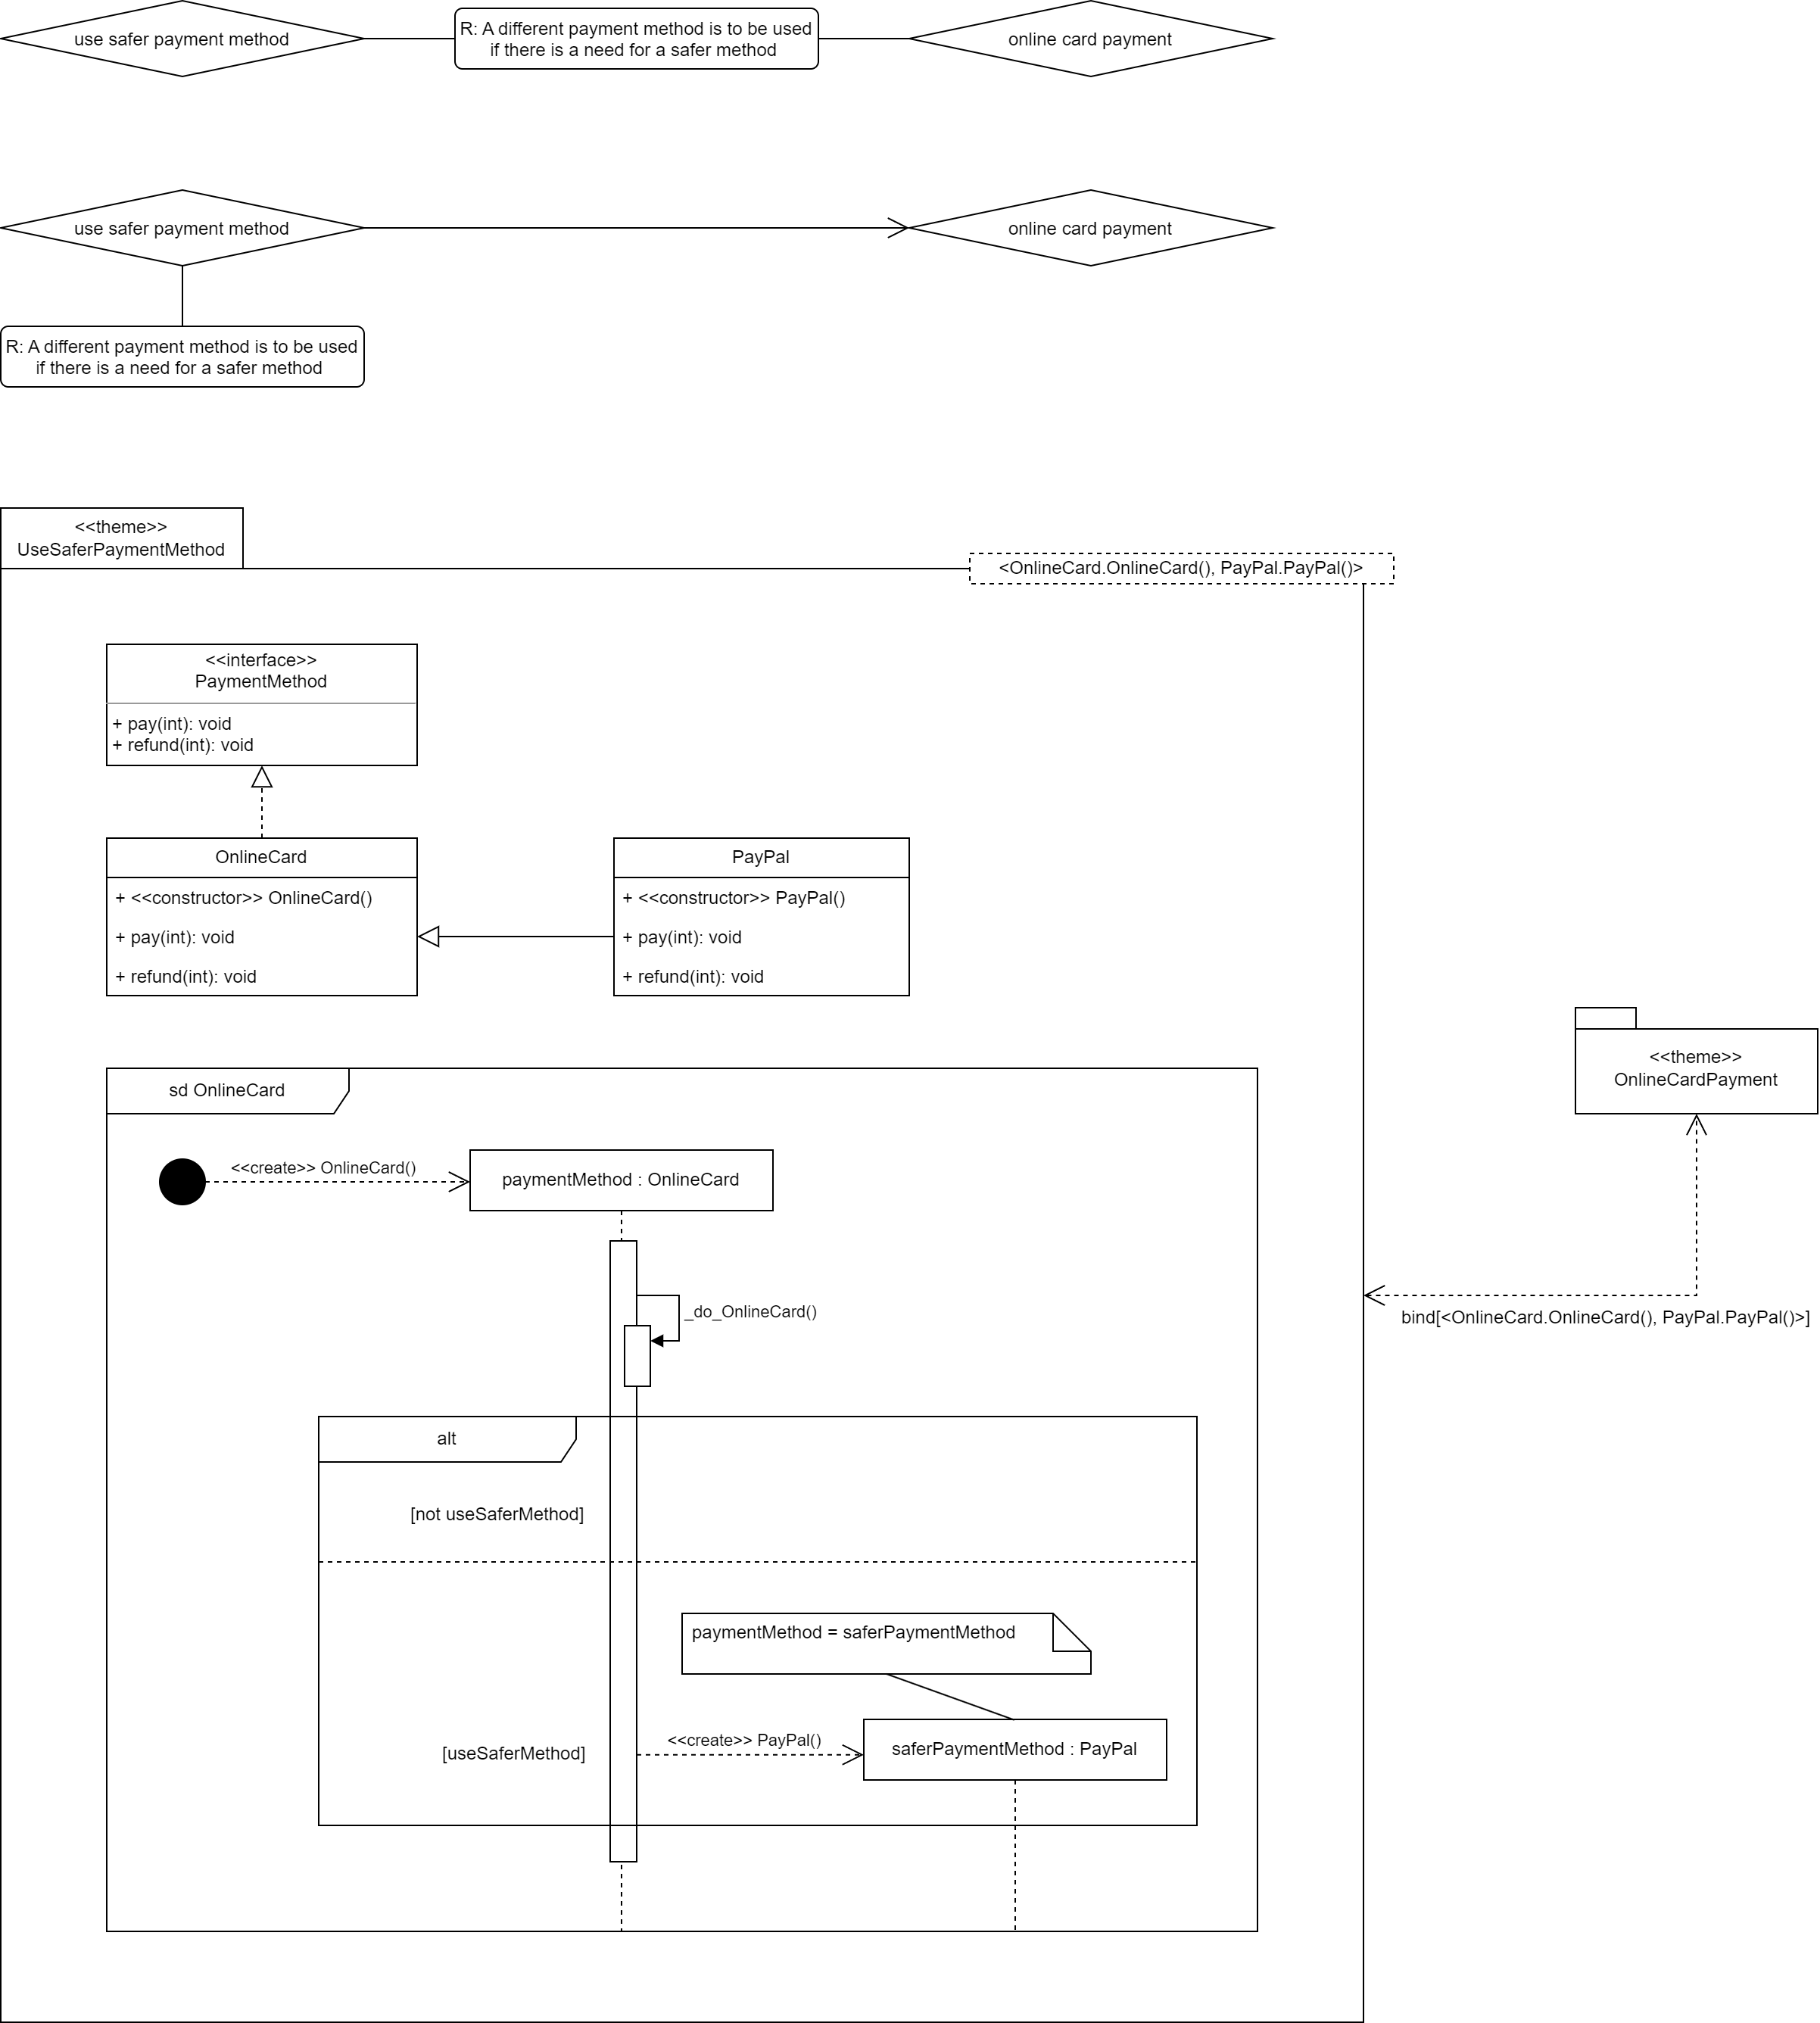 use safer payment method
R: A different payment method is to be used
if there is a need for a safer method
online card payment
use safer payment method
online card payment
R: A different payment method is to be used
if there is a need for a safer method
<<theme>>
UseSaferPaymentMethod
<OnlineCard.OnlineCard(), PayPal.PayPal()>
<<interface>>
PaymentMethod
+ pay(int): void
+ refund(int): void
OnlineCard
+ <<constructor>> OnlineCard()
+ pay(int): void
+ refund(int): void
PayPal
+ <<constructor>> PayPal()
+ pay(int): void
+ refund(int): void
<<theme>>
OnlineCardPayment
sd OnlineCard
<<create>> OnlineCard()
paymentMethod : OnlineCard
_do_OnlineCard()
bind[<OnlineCard.OnlineCard(), PayPal.PayPal()>]
alt
[not useSaferMethod]
paymentMethod = saferPaymentMethod
[useSaferMethod]
<<create>> PayPal()
saferPaymentMethod : PayPal